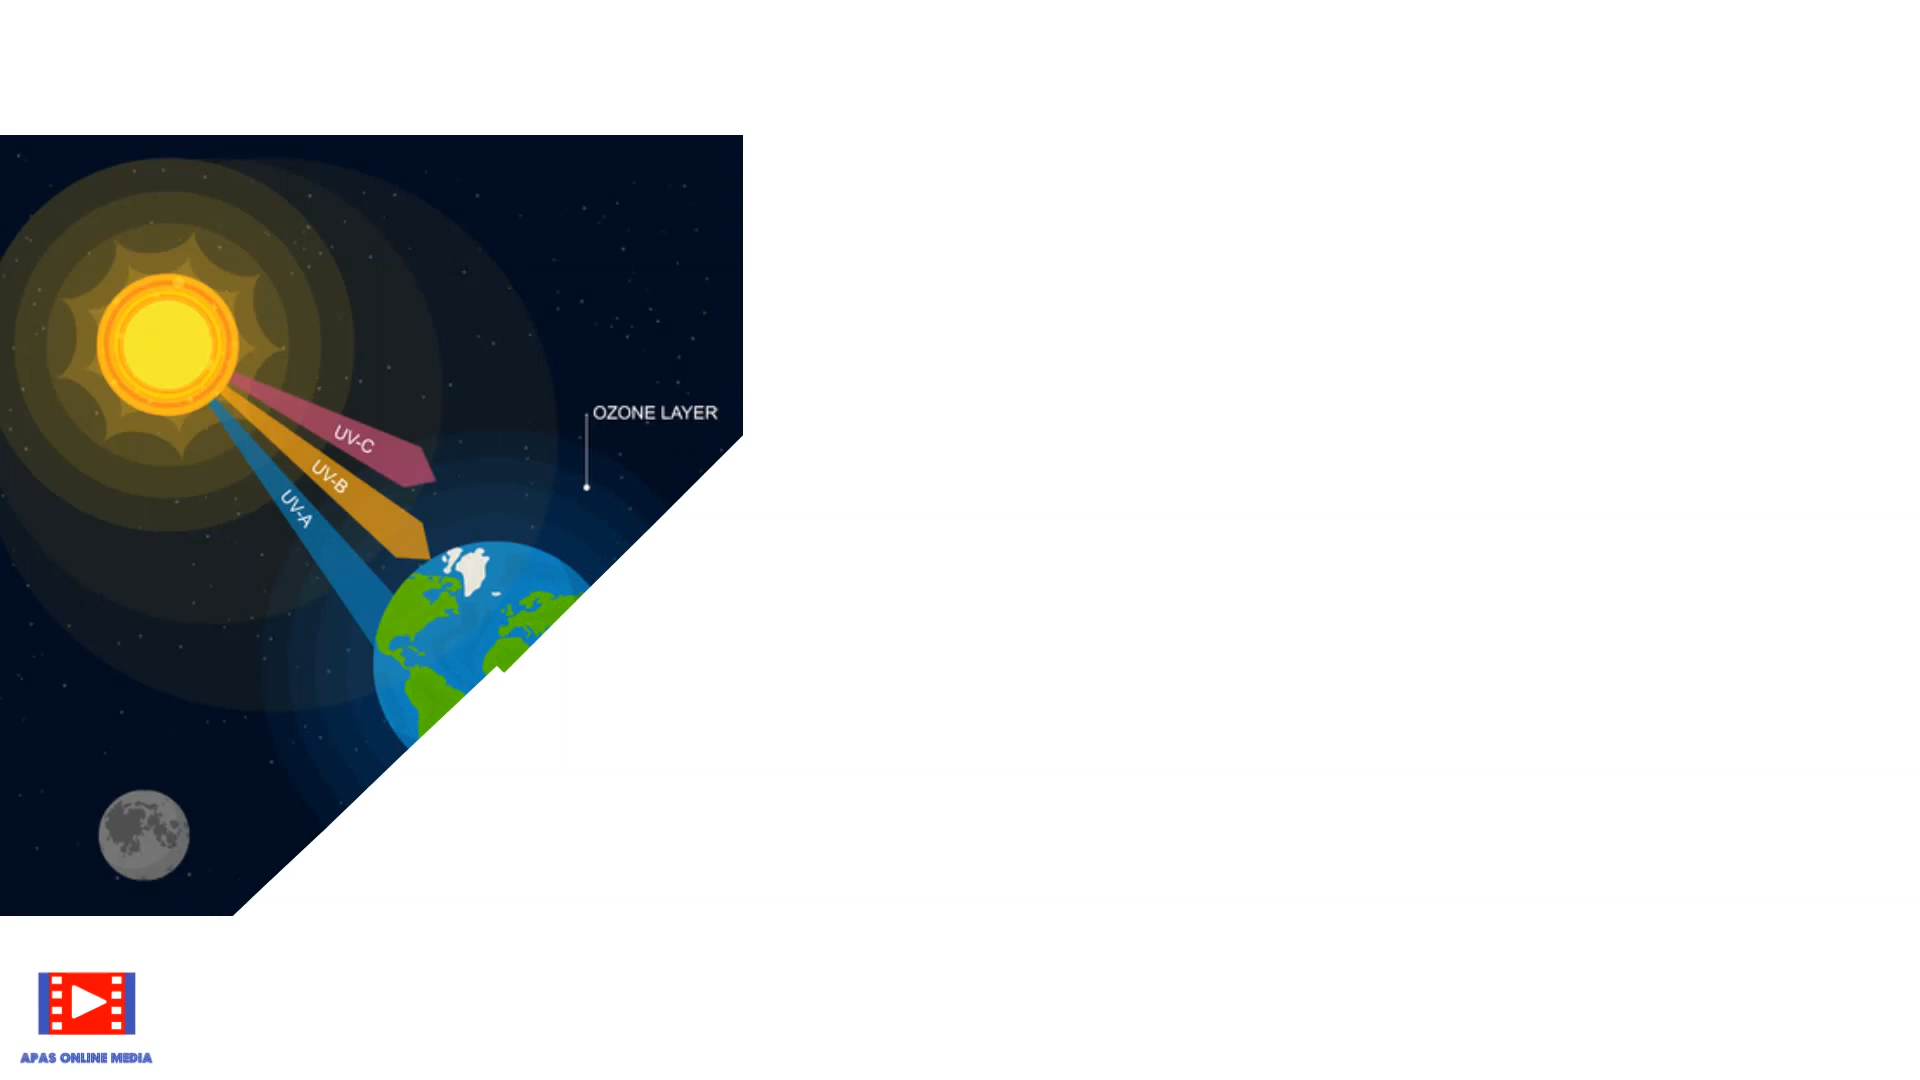 OZONE LAYER
UV-C
UV-B
UV-A
APAS ONLINE MEDIA